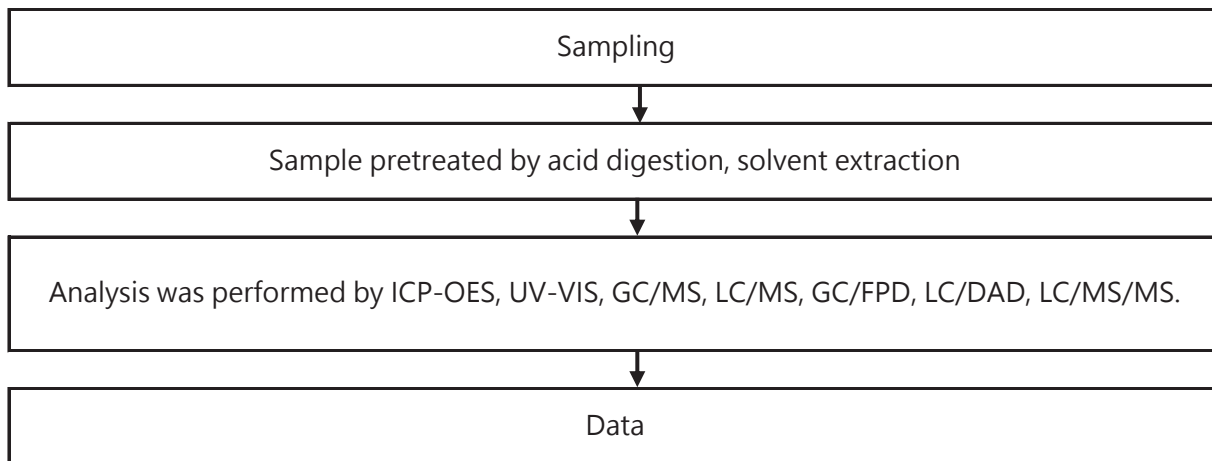 Sampling
Sample pretreated by acid digestion, solvent extraction
Analysis was performed by ICP-OES, UV-VIS, GC/MS, LC/MS, GC/FPD, LC/DAD, LC/MS/MS.
Data